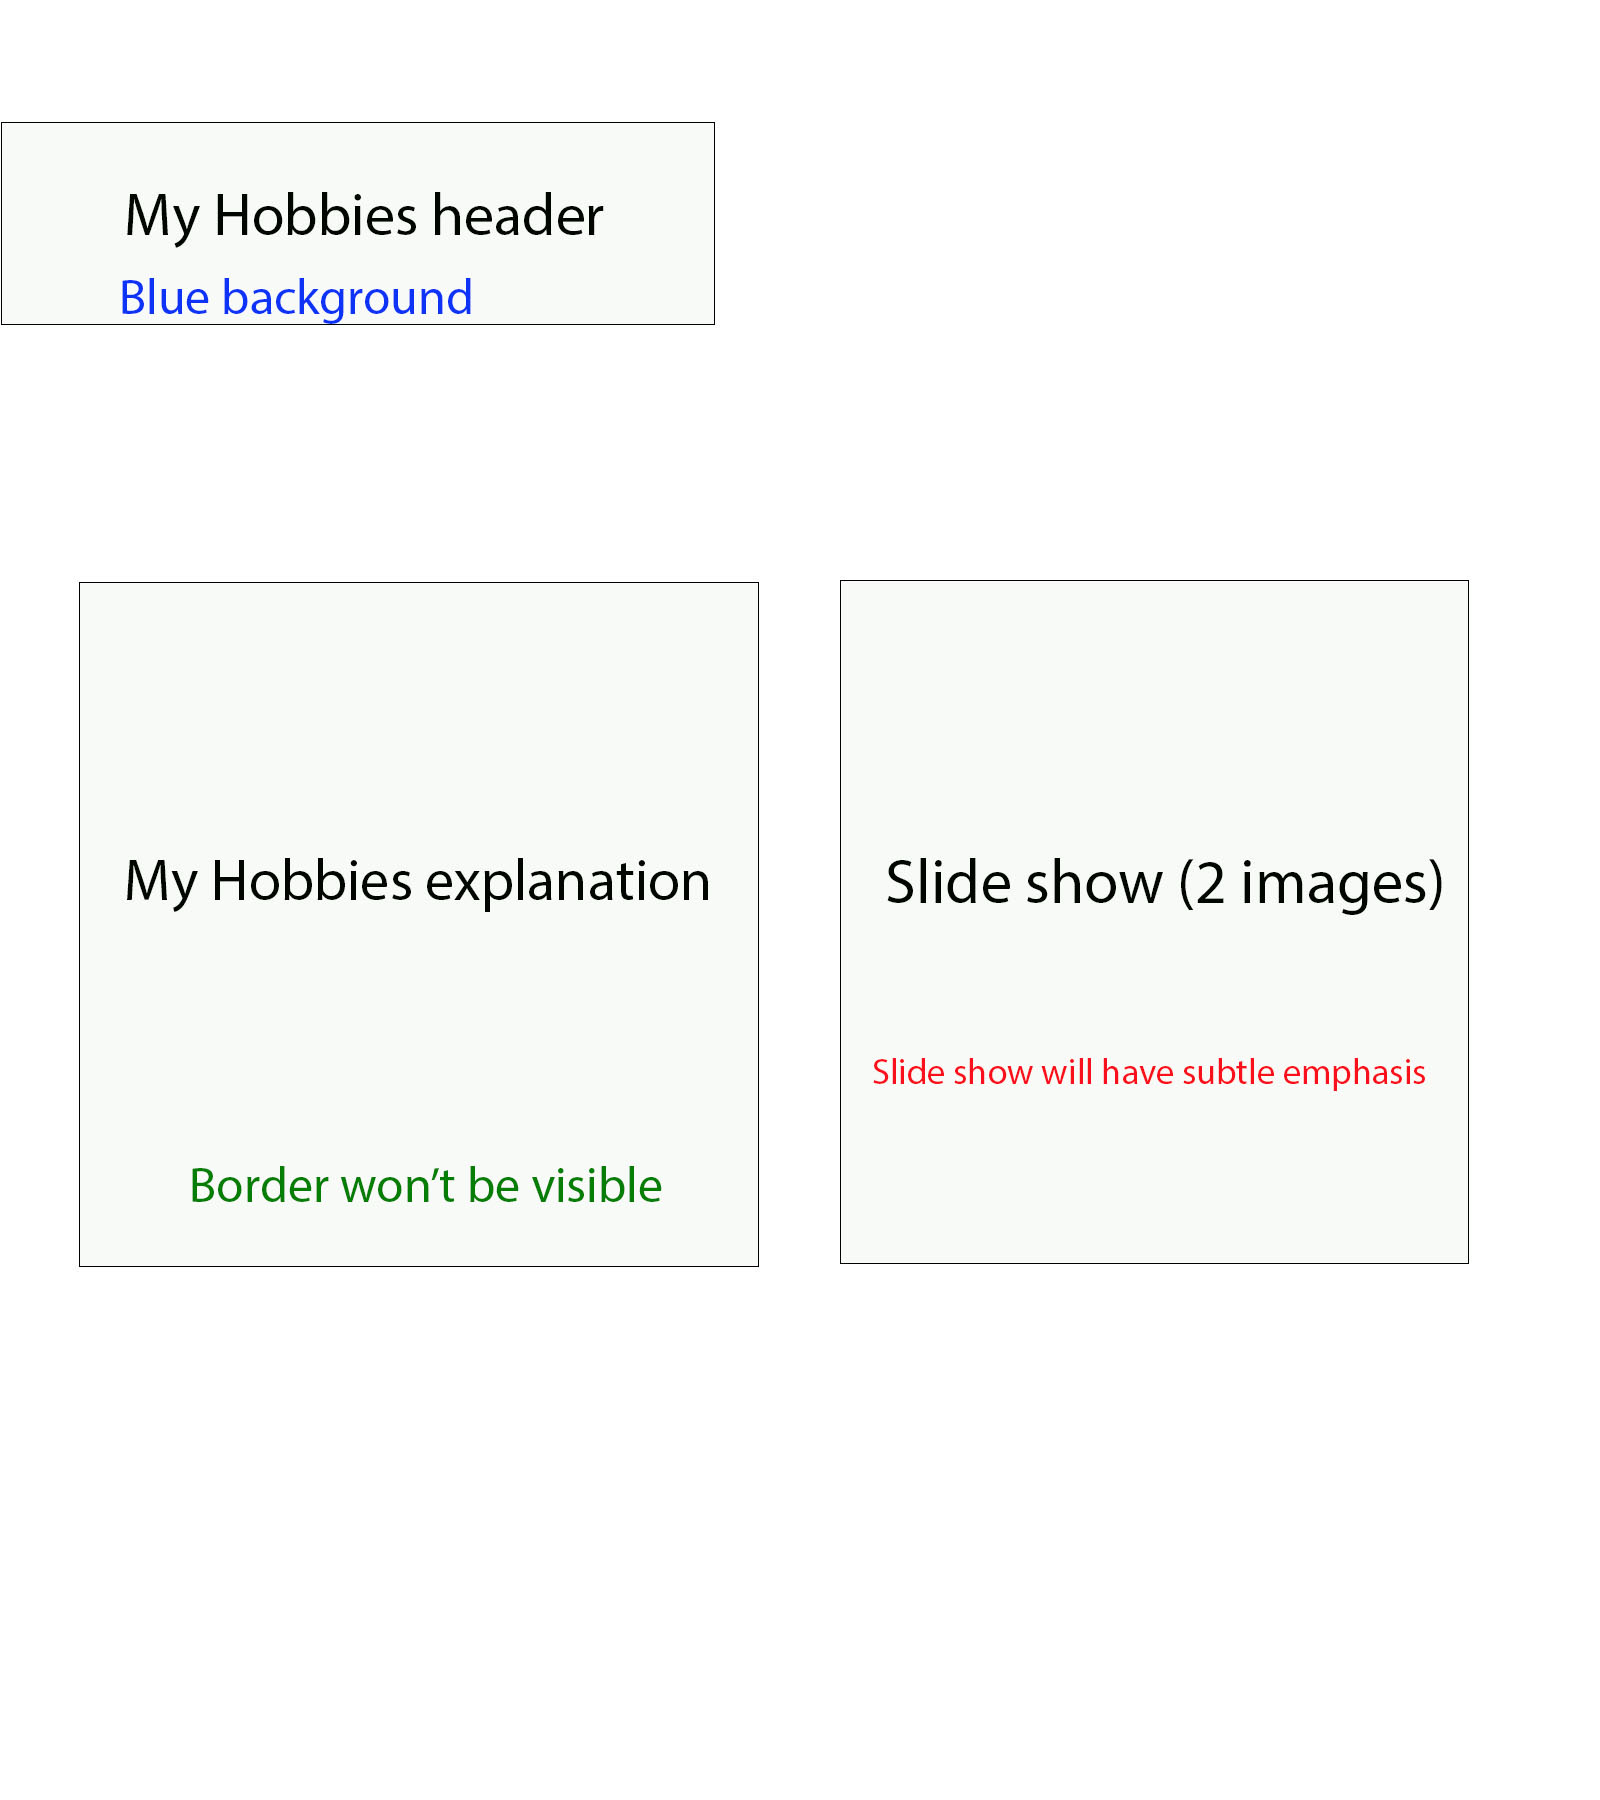 My Hobbies header
Blue background
My Hobbies explanation
Border won’t be visible
Slide show (2 images)
Slide show will have subtle emphasis